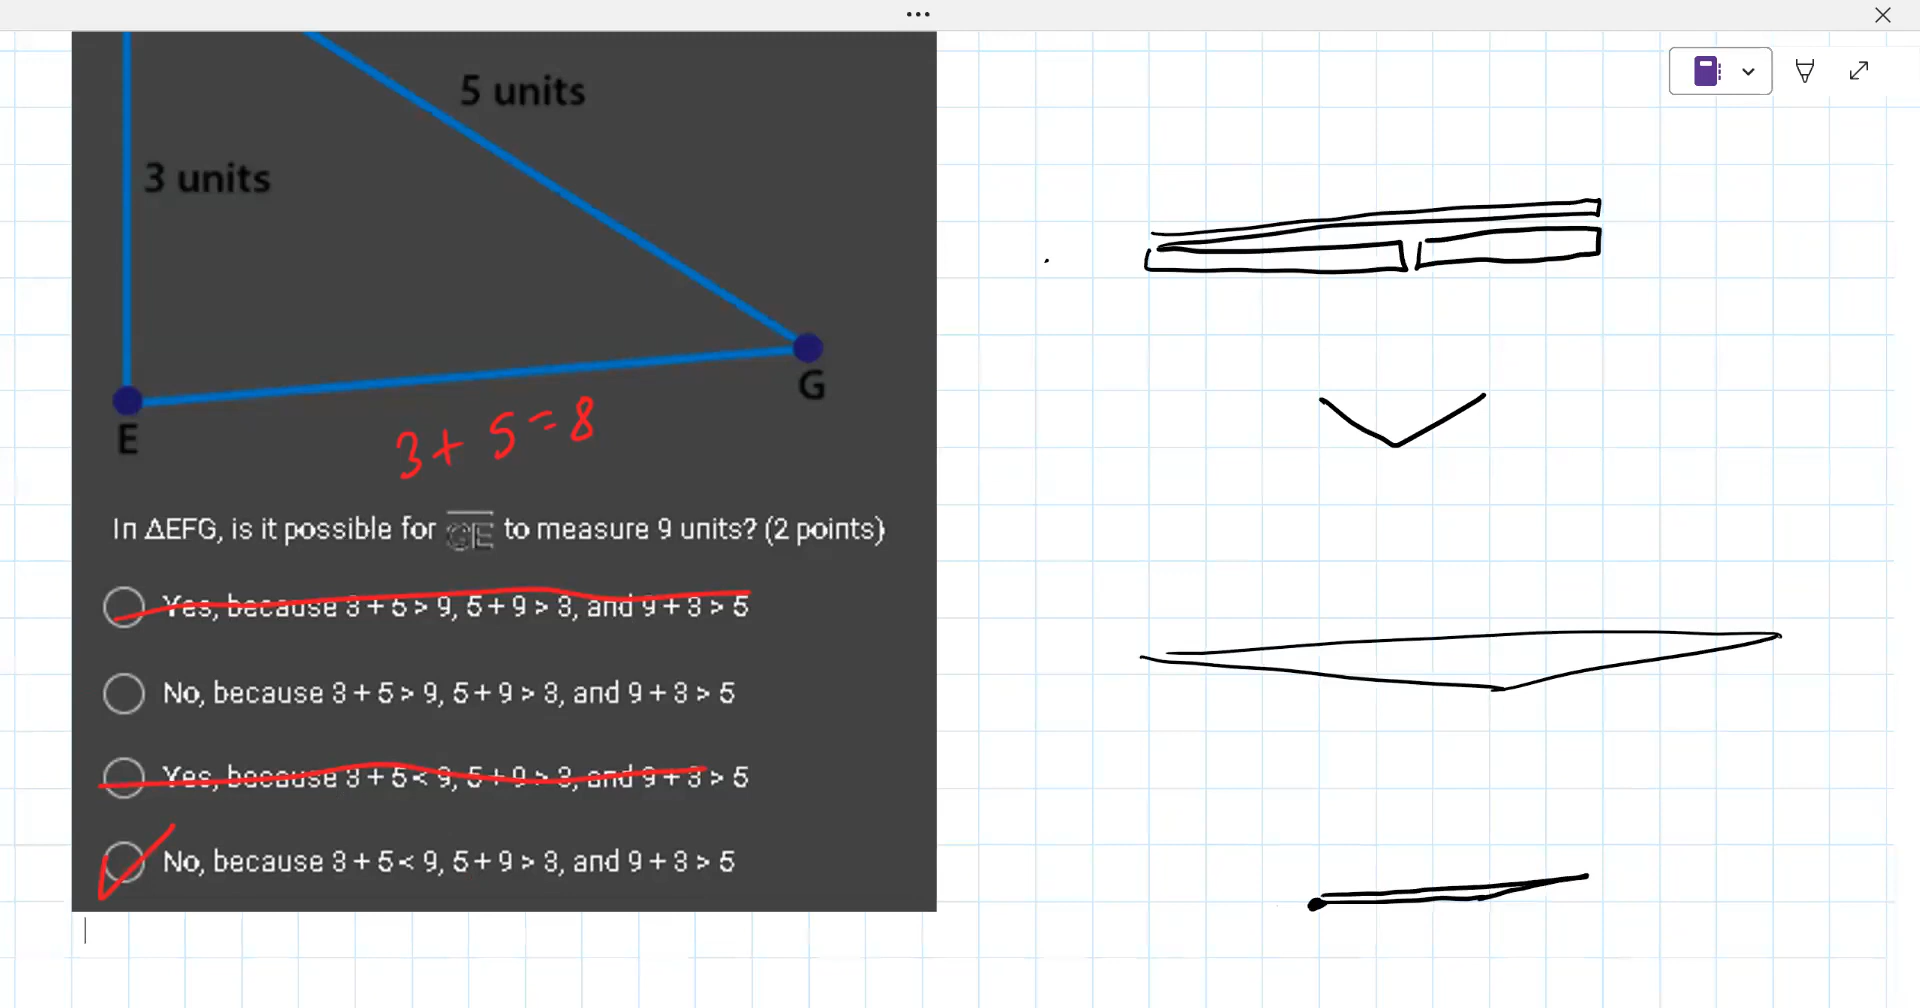 5 units
3 units
G
E
3 + 5 = 8
In ΔEFG, is it possible for GE to measure 9 units? (2 points)
Yes, because 3 + 5 > 9, 5 + 9 > 3, and 9 + 3 > 5
No, because 3 + 5 > 9, 5 + 9 > 3, and 9 + 3 > 5
Yes, because 3 + 5 < 9, 5 + 9 > 3, and 9 + 3 > 5
No, because 3 + 5 < 9, 5 + 9 > 3, and 9 + 3 > 5